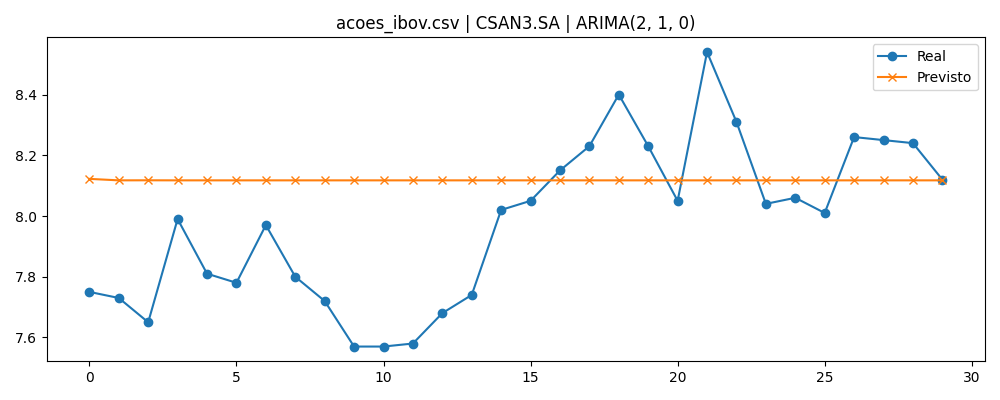 acoes_ibov.csv | CSAN3.SA | ARIMA(2, 1, 0)
Real
Previsto
8.4
8.2
8.0
7.8
7.6
0 5 10 15 20 25 30